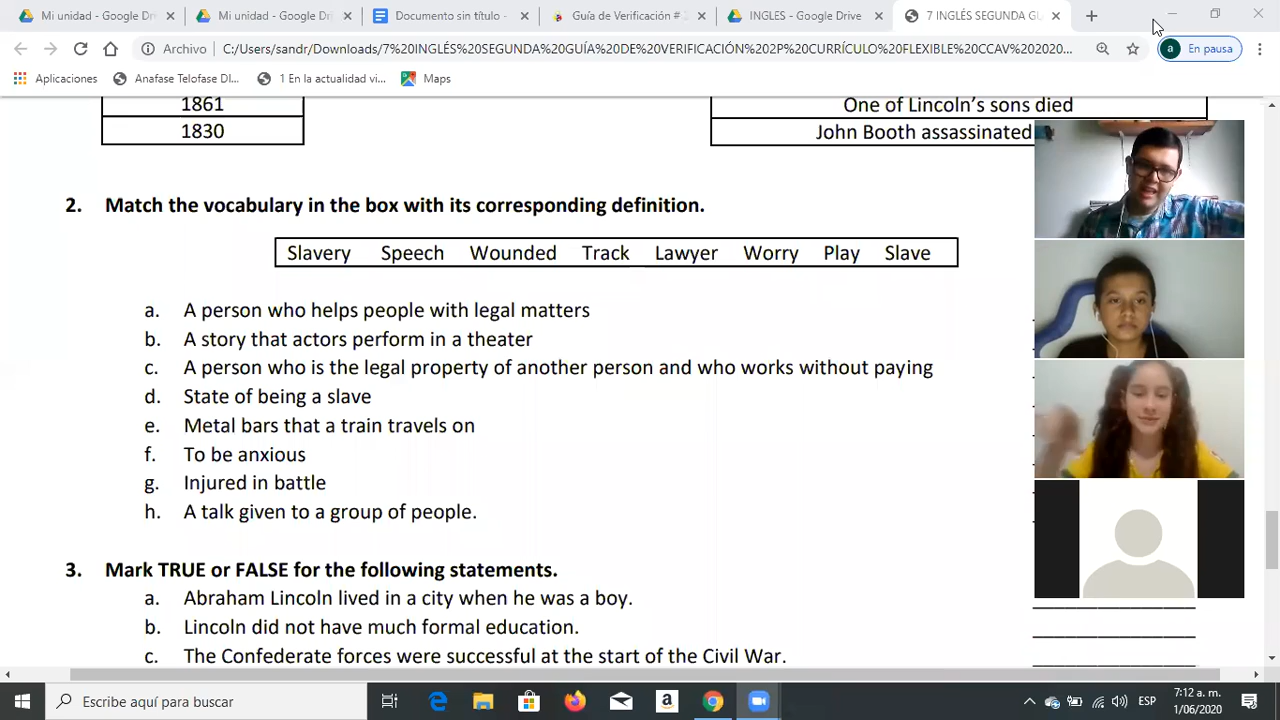 Mi unidad - Google Dri
Mi unidad - Google Dri
Documento sin título -
Guía de Verificación #
INGLES - Google Drive
7 INGLÉS SEGUNDA GU
Archivo
C:/Users/sandr/Downloads/7%20INGLÉS%20SEGUNDA%20GUÍA%20DE%20VERIFICACIÓN%202P%20CURRÍCULO%20FLEXIBLE%20CCAV%202020...
a
En pausa
Aplicaciones
Anafase Telofase DI...
1 En la actualidad vi...
Maps
1861
One of Lincoln's sons died
1830
John Booth assassinated
2. Match the vocabulary in the box with its corresponding definition.
Slavery Speech Wounded Track Lawyer Worry Play Slave
a. A person who helps people with legal matters
b. A story that actors perform in a theater
c. A person who is the legal property of another person and who works without paying
d. State of being a slave
e. Metal bars that a train travels on
f. To be anxious
g. Injured in battle
h. A talk given to a group of people.
3. Mark TRUE or FALSE for the following statements.
a. Abraham Lincoln lived in a city when he was a boy.
b. Lincoln did not have much formal education.
c. The Confederate forces were successful at the start of the Civil War.
Escribe aquí para buscar
ESP
7:12 a. m.
1/06/2020